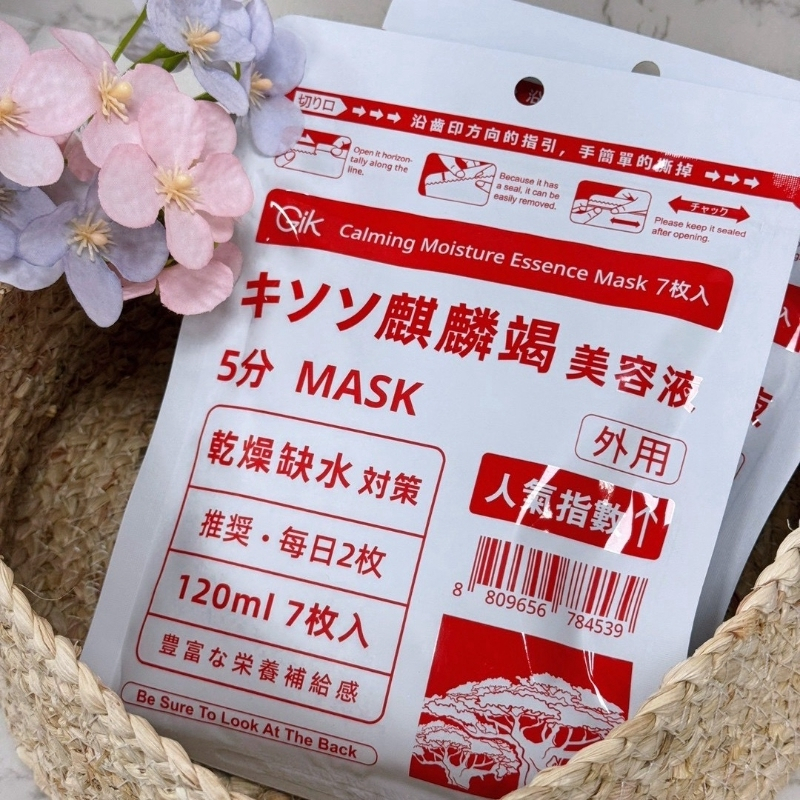 切り口 沿齒印方向的指引，手簡單的撕掉
Open it horizon-
tally along the
line.
Because it has
a seal, it can be
easily removed.
チャック
Please keep it sealed
after opening.
Qik Calming Moisture Essence Mask 7枚入
キソソ麒麟竭 美容液
5分 MASK
外用
乾燥缺水 対策
推奨・每日2枚
120ml 7枚入
豊富な栄養補給感
人氣指數↑
8 809656 784539
Be Sure To Look At The Back
沿
入
液